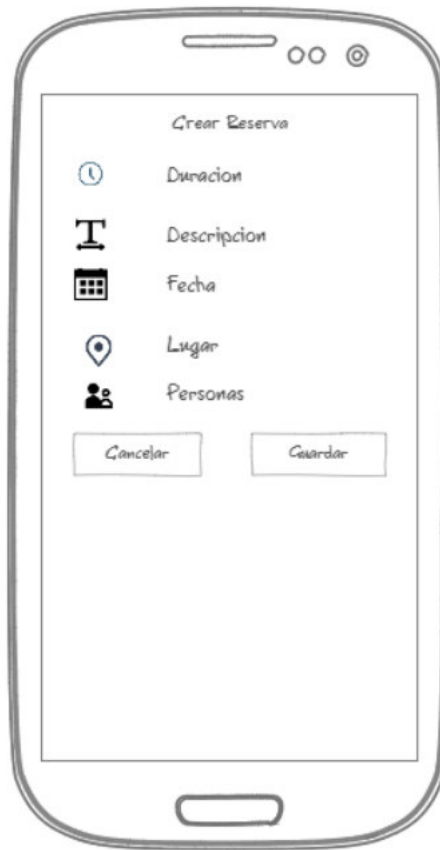 Crear Reserva
Duracion
Descripcion
Fecha
Lugar
Personas
Cancelar Guardar